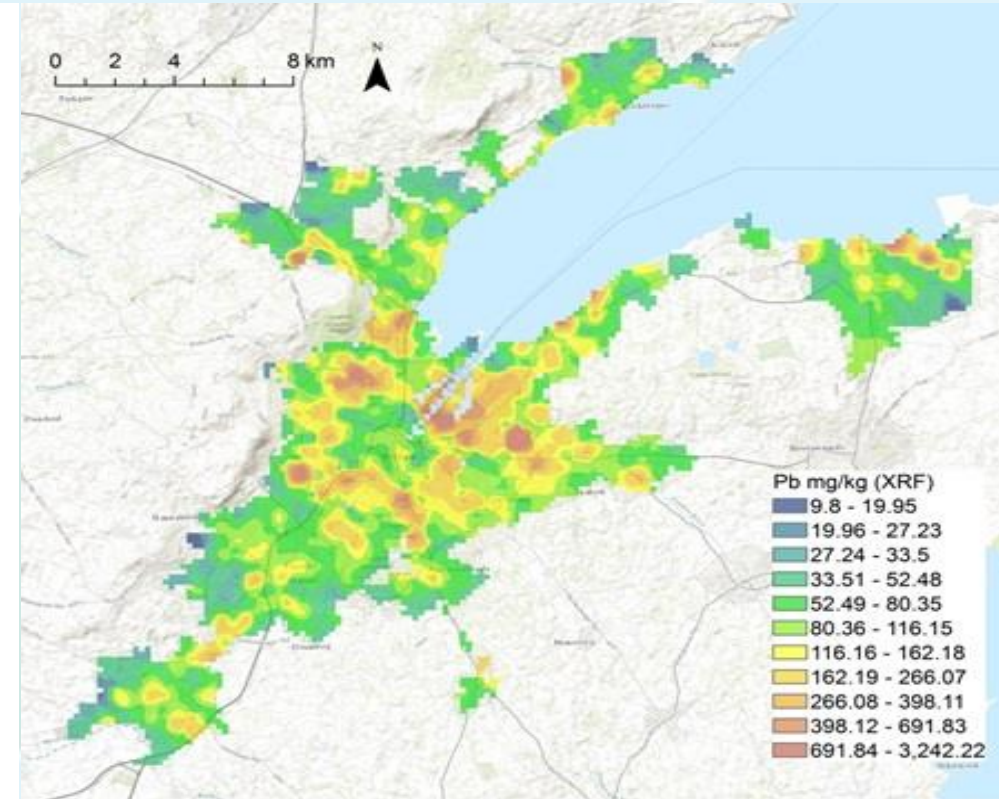 N
0 2 4 8 km
Pb mg/kg (XRF)
9.8 - 19.95
19.96 - 27.23
27.24 - 33.5
33.51 - 52.48
52.49 - 80.35
80.36 - 116.15
116.16 - 162.18
162.19 - 266.07
266.08 - 398.11
398.12 - 691.83
691.84 - 3,242.22